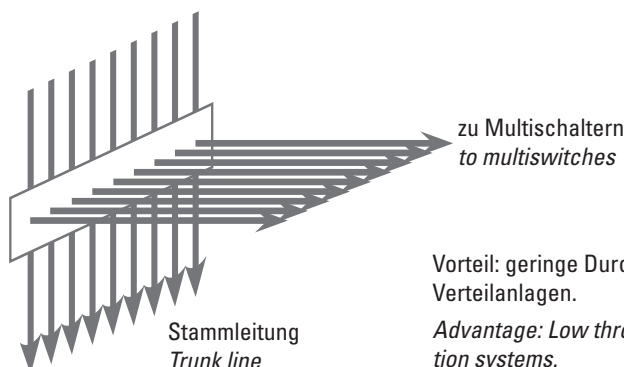 zu Multischaltern
to multiswitches
Vorteil: geringe
Verteilanlagen.
Advantage: Low
tion systems.
Stammleitung
Trunk line